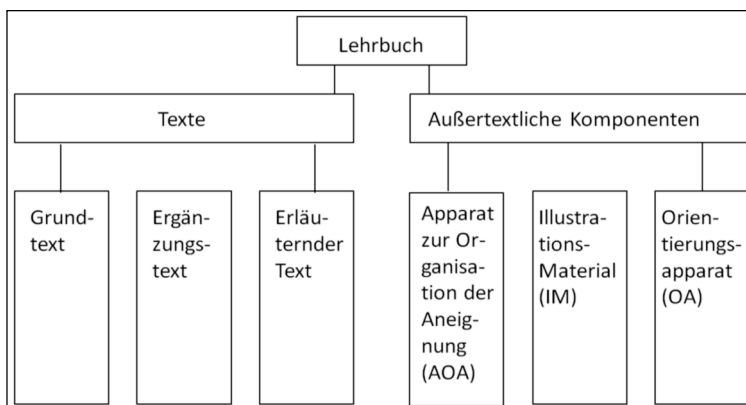 Lehrbuch
Texte
Außertextliche Komponenten
Grund-
text
Ergän-
zungs-
text
Erläu-
ternder
Text
Apparat
zur Or-
ganisa-
tion der
Aneig-
nung
(AOA)
Illustra-
tions-
Material
(IM)
Orien-
tierungs-
apparat
(OA)